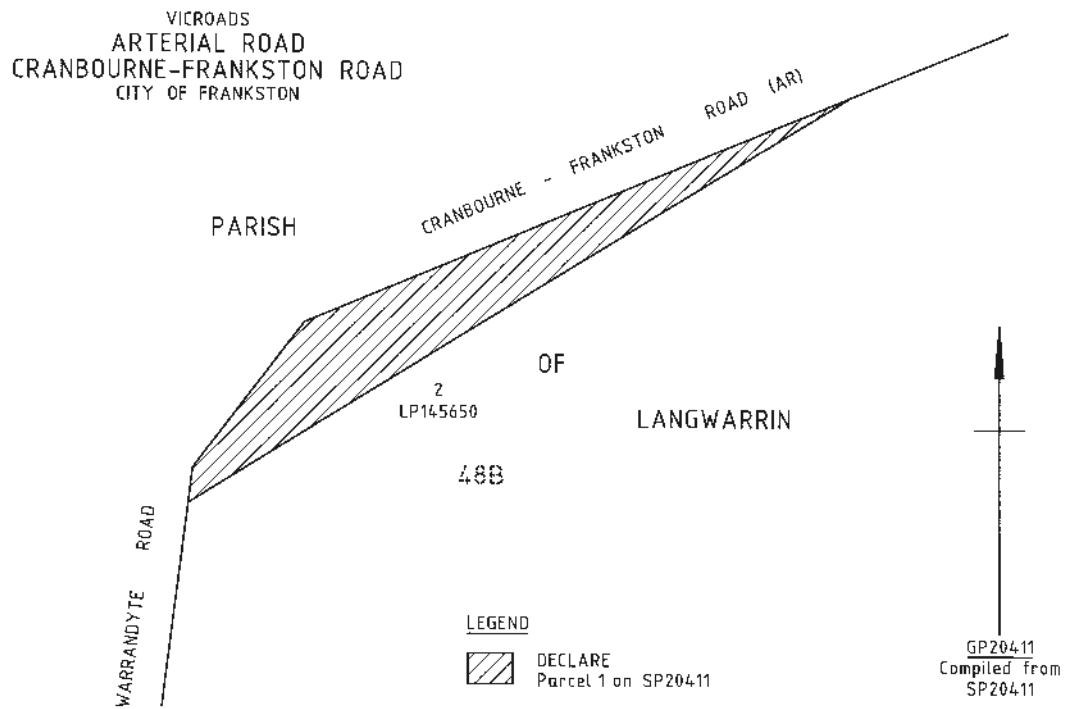 VICROADS
ARTERIAL ROAD
CRANBOURNE-FRANKSTON ROAD
CITY OF FRANKSTON
CRANBOURNE - FRANKSTON ROAD (AR)
PARISH
OF
2
LP145650
LANGWARRIN
48B
WARRANDYTE ROAD
LEGEND
DECLARE
Parcel 1 on SP20411
GP20411
Compiled from
SP20411